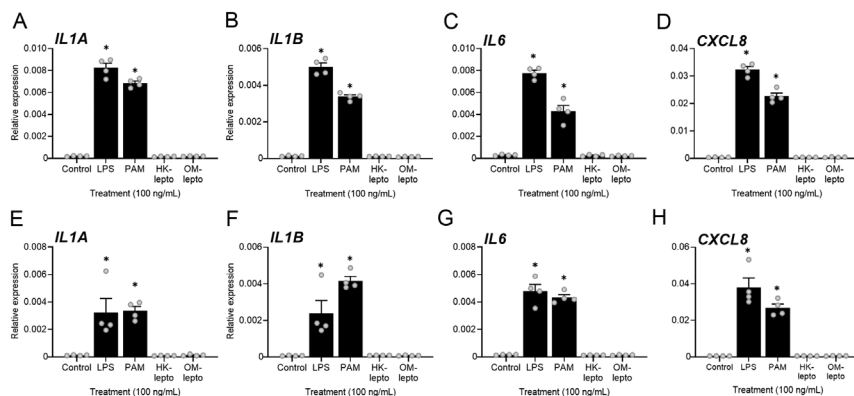 A IL1A
Relative expression
0.010
0.008
0.006
0.004
0.002
0
* *
Control LPS PAM HK-lepto OM-lepto
Treatment (100 ng/mL)
B IL1B
0.006
0.004
0.002
0
* *
Control LPS PAM HK-lepto OM-lepto
Treatment (100 ng/mL)
C IL6
0.010
0.008
0.006
0.004
0.002
0
* *
Control LPS PAM HK-lepto OM-lepto
Treatment (100 ng/mL)
D CXCL8
0.04
0.03
0.02
0.01
0
* *
Control LPS PAM HK-lepto OM-lepto
Treatment (100 ng/mL)
E IL1A
Relative expression
0.008
0.006
0.004
0.002
0
* *
Control LPS PAM HK-lepto OM-lepto
Treatment (100 ng/mL)
F IL1B
0.006
0.004
0.002
0
* *
Control LPS PAM HK-lepto OM-lepto
Treatment (100 ng/mL)
G IL6
0.008
0.006
0.004
0.002
0
* *
Control LPS PAM HK-lepto OM-lepto
Treatment (100 ng/mL)
H CXCL8
0.06
0.04
0.02
0
* *
Control LPS PAM HK-lepto OM-lepto
Treatment (100 ng/mL)